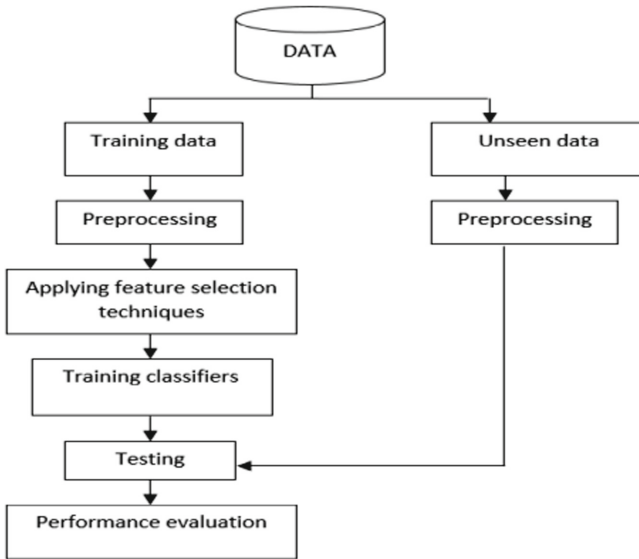 DATA
Training data
Unseen data
Preprocessing
Preprocessing
Applying feature selection
techniques
Training classifiers
Testing
Performance evaluation